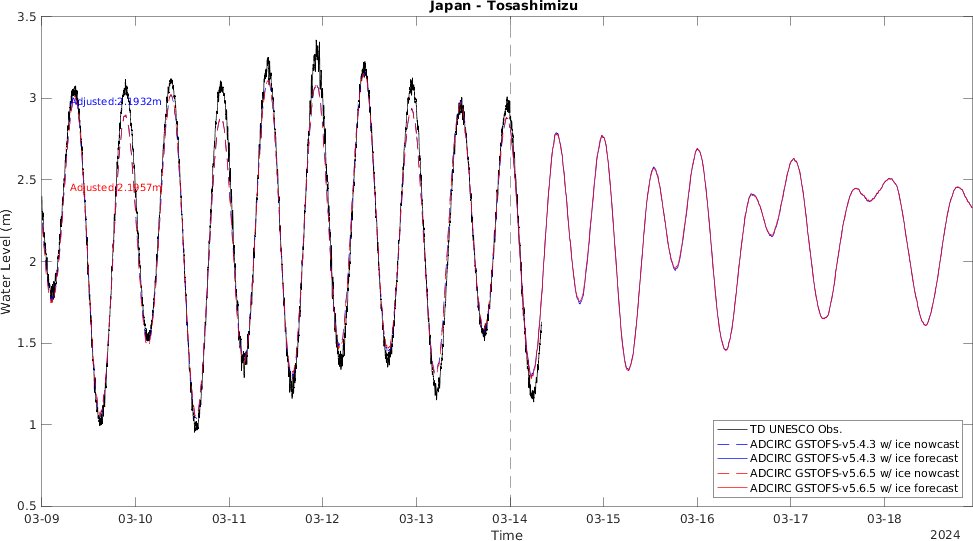 Japan - Tosashimizu
3.5
3
2.5
2
1.5
1
0.5
Water Level (m)
Adjusted:2.1932m
Adjusted:2.1957m
TD UNESCO Obs.
ADCIRC GSTOFS-v5.4.3 w/ ice nowcast
ADCIRC GSTOFS-v5.4.3 w/ ice forecast
ADCIRC GSTOFS-v5.6.5 w/ ice nowcast
ADCIRC GSTOFS-v5.6.5 w/ ice forecast
03-09 03-10 03-11 03-12 03-13 03-14 03-15 03-16 03-17 03-18
Time
2024